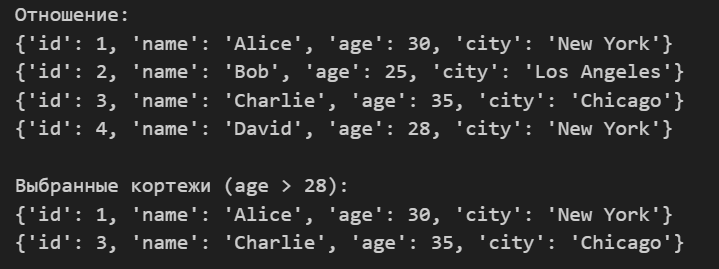 Отношение:
{'id': 1, 'name': 'Alice', 'age': 30, 'city': 'New York'}
{'id': 2, 'name': 'Bob', 'age': 25, 'city': 'Los Angeles'}
{'id': 3, 'name': 'Charlie', 'age': 35, 'city': 'Chicago'}
{'id': 4, 'name': 'David', 'age': 28, 'city': 'New York'}
Выбранные кортежи (age > 28):
{'id': 1, 'name': 'Alice', 'age': 30, 'city': 'New York'}
{'id': 3, 'name': 'Charlie', 'age': 35, 'city': 'Chicago'}